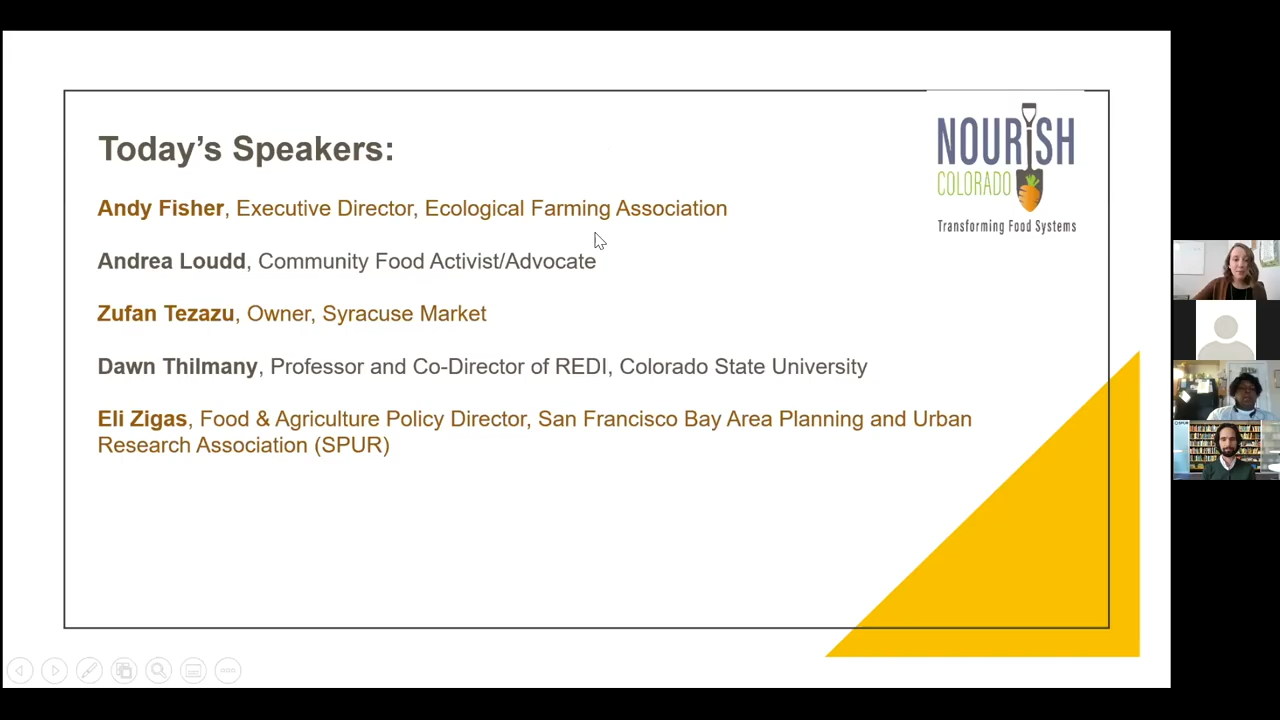 Today's Speakers:
NOURISH
COLORADO
Transforming Food Systems
Andy Fisher, Executive Director, Ecological Farming Association
Andrea Loudd, Community Food Activist/Advocate
Zufan Tezazu, Owner, Syracuse Market
Dawn Thilmany, Professor and Co-Director of REDI, Colorado State University
Eli Zigas, Food & Agriculture Policy Director, San Francisco Bay Area Planning and Urban
Research Association (SPUR)
SPUR